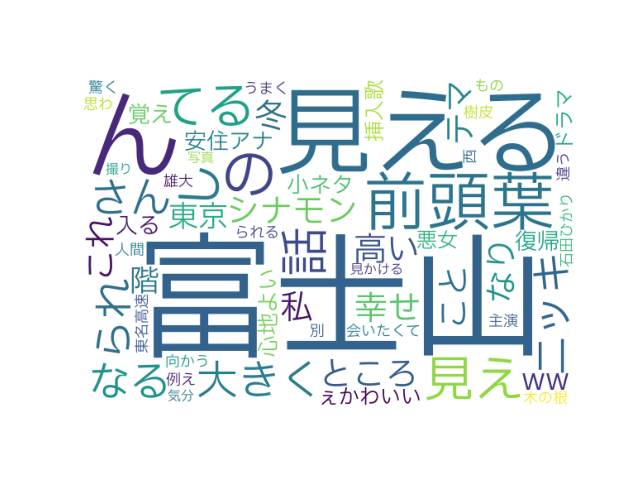 驚く
うまく
もの
思わ
覚え
てる
冬
挿入歌
テマ
樹皮
ドラマ
ん
見える
安住アナ
写真
西
違う
撮り
雄大
の
小ネタ
前頭葉
さん
し
シナモン
東京
これ
入る
られる
話
高い
悪女
復帰
石田ひかり
人間
富士山
見かける
こと
なり
ニッキ
階
心地よい
私
幸せ
られ
東名高速
別
会いたくて
主演
向かう
なる
例え
気分
大きく
ところ
見え
ww
えかわいい
木の根